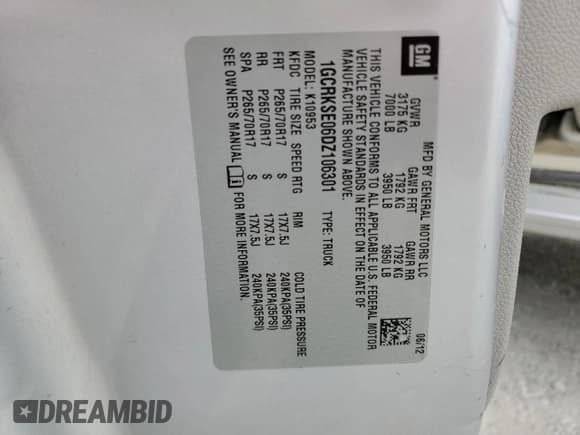 GM
MFD BY GENERAL MOTORS LLC 06/12
GVWR GAWR FRT GAWR RR
3175 KG 1792 KG 1792 KG
7000 LB 3950 LB 3950 LB
THIS VEHICLE CONFORMS TO ALL APPLICABLE U.S. FEDERAL MOTOR
VEHICLE SAFETY STANDARDS IN EFFECT ON THE DATE OF
MANUFACTURE SHOWN ABOVE.
1GCRKSE06DZ106301 TYPE: TRUCK
MODEL: K10953
KFDC TIRE SIZE SPEED RTG RIM COLD TIRE PRESSURE
FRT P265/70R17 S 17X7.5J 240KPA(35PSI)
RR P265/70R17 S 17X7.5J 240KPA(35PSI)
SPA P265/70R17 S 17X7.5J 240KPA(35PSI)
SEE OWNER'S MANUAL FOR MORE INFORMATION.
DREAMBID